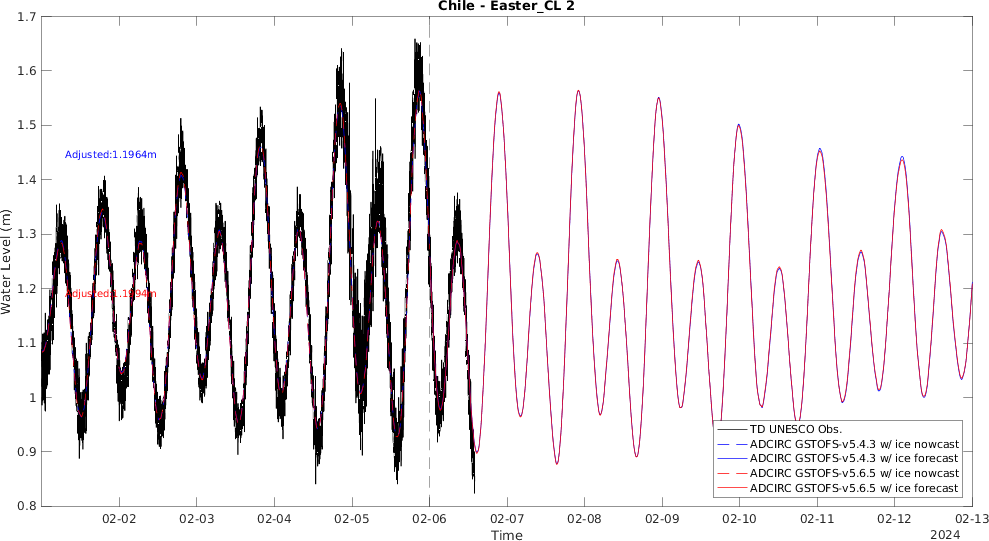 Chile - Easter_CL 2
1.7
1.6
1.5
1.4
1.3
1.2
1.1
1
0.9
0.8
Water Level (m)
Adjusted:1.1964m
Adjusted:1.1994m
TD UNESCO Obs.
ADCIRC GSTOFS-v5.4.3 w/ ice nowcast
ADCIRC GSTOFS-v5.4.3 w/ ice forecast
ADCIRC GSTOFS-v5.6.5 w/ ice nowcast
ADCIRC GSTOFS-v5.6.5 w/ ice forecast
02-02 02-03 02-04 02-05 02-06 02-07 02-08 02-09 02-10 02-11 02-12 02-13
Time
2024